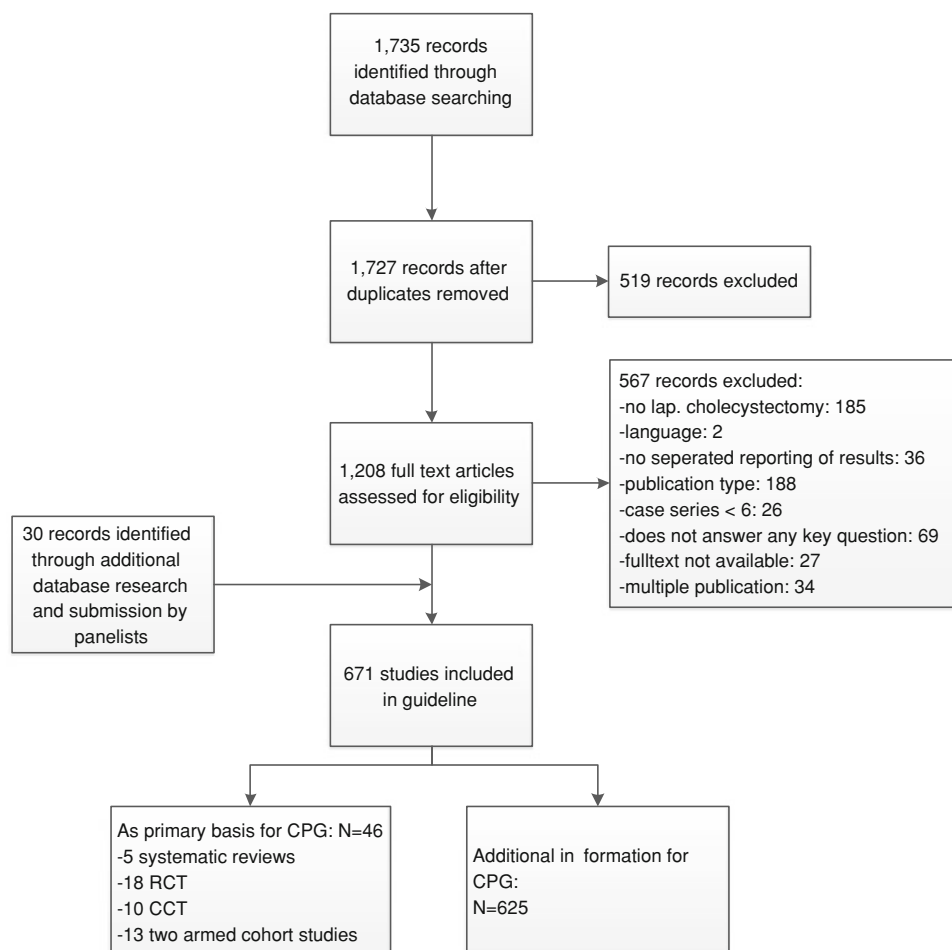 1,735 records
identified through
database searching
1,727 records after
duplicates removed
519 records excluded
567 records excluded:
-no lap. cholecystectomy: 185
-language: 2
-no seperated reporting of results: 36
-publication type: 188
-case series < 6: 26
-does not answer any key question: 69
-fulltext not available: 27
-multiple publication: 34
1,208 full text articles
assessed for eligibility
30 records identified
through additional
database research
and submission by
panelists
671 studies included
in guideline
As primary basis for CPG: N=46
-5 systematic reviews
-18 RCT
-10 CCT
-13 two armed cohort studies
Additional in formation for
CPG:
N=625